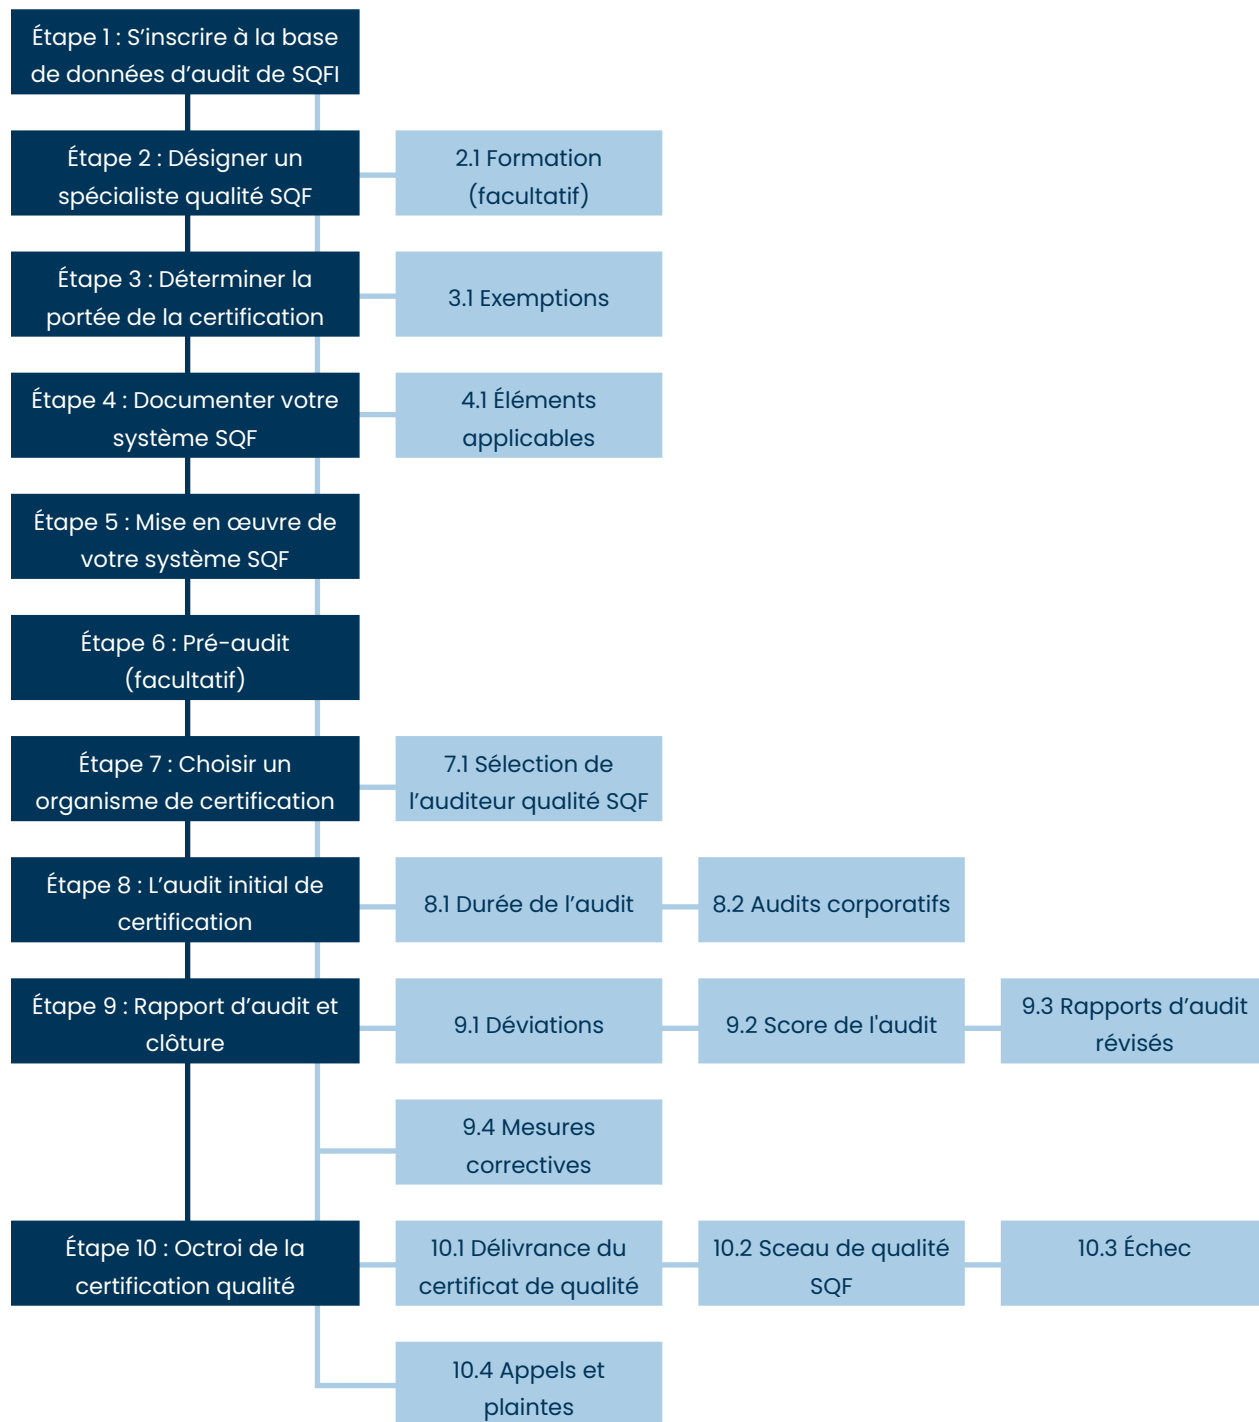 Étape 1 : S’inscrire à la base
de données d’audit de SQFI
Étape 2 : Désigner un
spécialiste qualité SQF
2.1 Formation
(facultatif)
Étape 3 : Déterminer la
portée de la certification
3.1 Exemptions
Étape 4 : Documenter votre
système SQF
4.1 Éléments
applicables
Étape 5 : Mise en œuvre de
votre système SQF
Étape 6 : Pré-audit
(facultatif)
Étape 7 : Choisir un
organisme de certification
7.1 Sélection de
l’auditeur qualité SQF
Étape 8 : L’audit initial de
certification
8.1 Durée de l’audit
8.2 Audits corporatifs
Étape 9 : Rapport d’audit et
clôture
9.1 Déviations
9.2 Score de l'audit
9.3 Rapports d’audit
révisés
9.4 Mesures
correctives
Étape 10 : Octroi de la
certification qualité
10.1 Délivrance du
certificat de qualité
10.2 Sceau de qualité
SQF
10.3 Échec
10.4 Appels et
plaintes